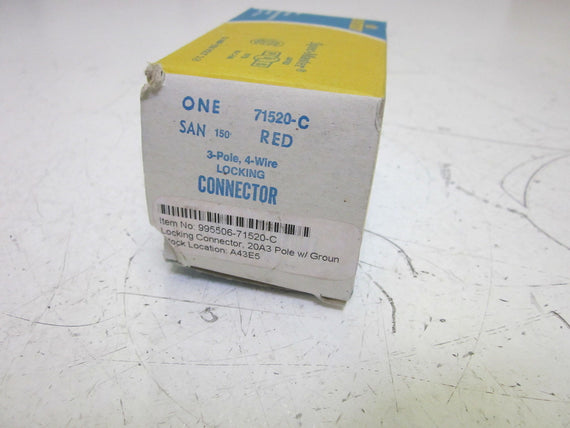 ONE 71520-C
SAN 150 RED
3-Pole, 4-Wire
LOCKING
CONNECTOR
Item No: 995506-71520-C
Locking Connector, 20A3 Pole w/ Groun
tock Location: A43E5